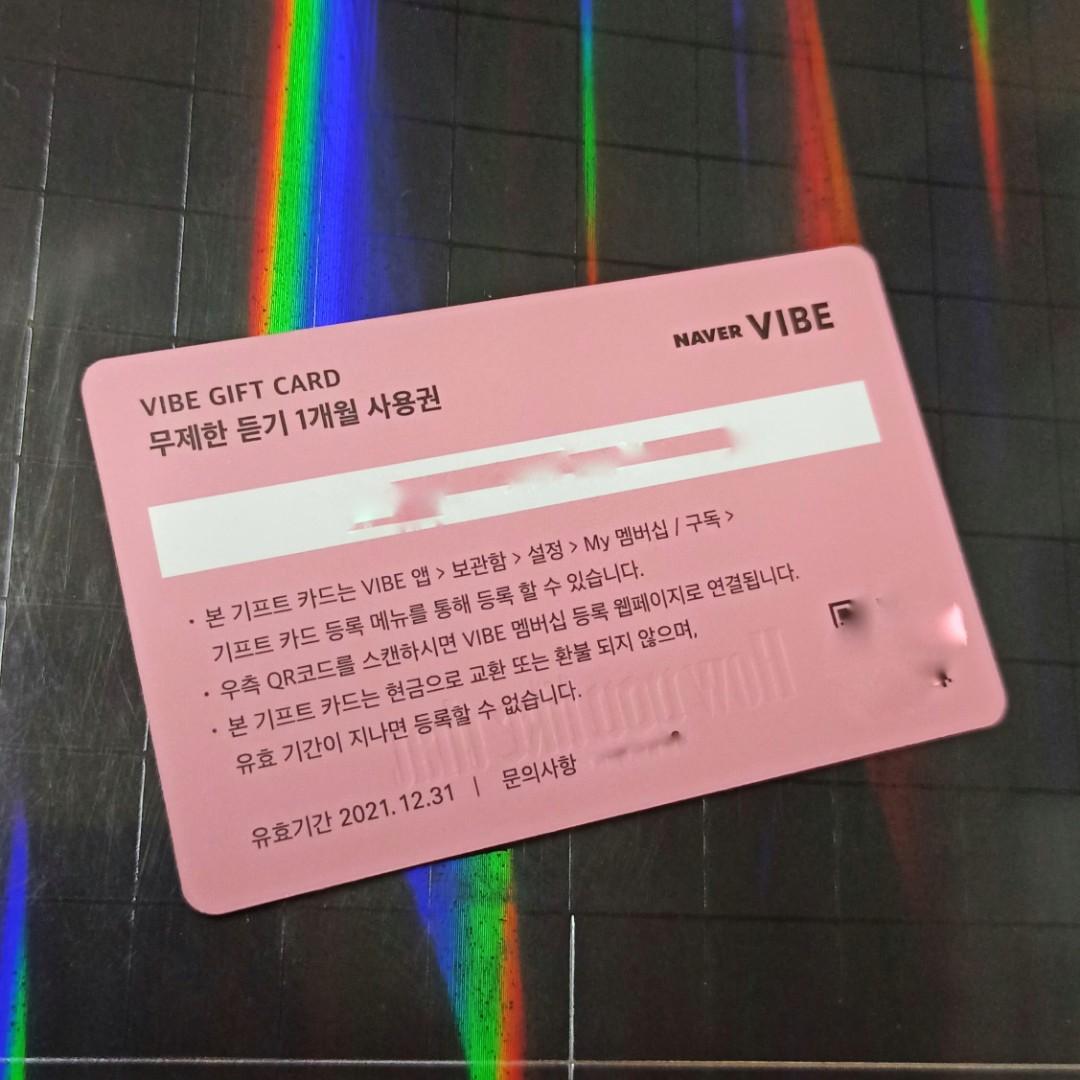 NAVER VIBE
VIBE GIFT CARD
무제한 듣기 1개월 사용권
• 본 기프트 카드는 VIBE 앱 > 보관함 > 설정 > My 멤버십 / 구독 >
기프트 카드 등록 메뉴를 통해 등록 할 수 있습니다.
• 우측 QR코드를 스캔하시면 VIBE 멤버십 등록 웹페이지로 연결됩니다.
• 본 기프트 카드는 현금으로 교환 또는 환불 되지 않으며,
유효 기간이 지나면 등록할 수 없습니다.
유효기간 2021.12.31 | 문의사항